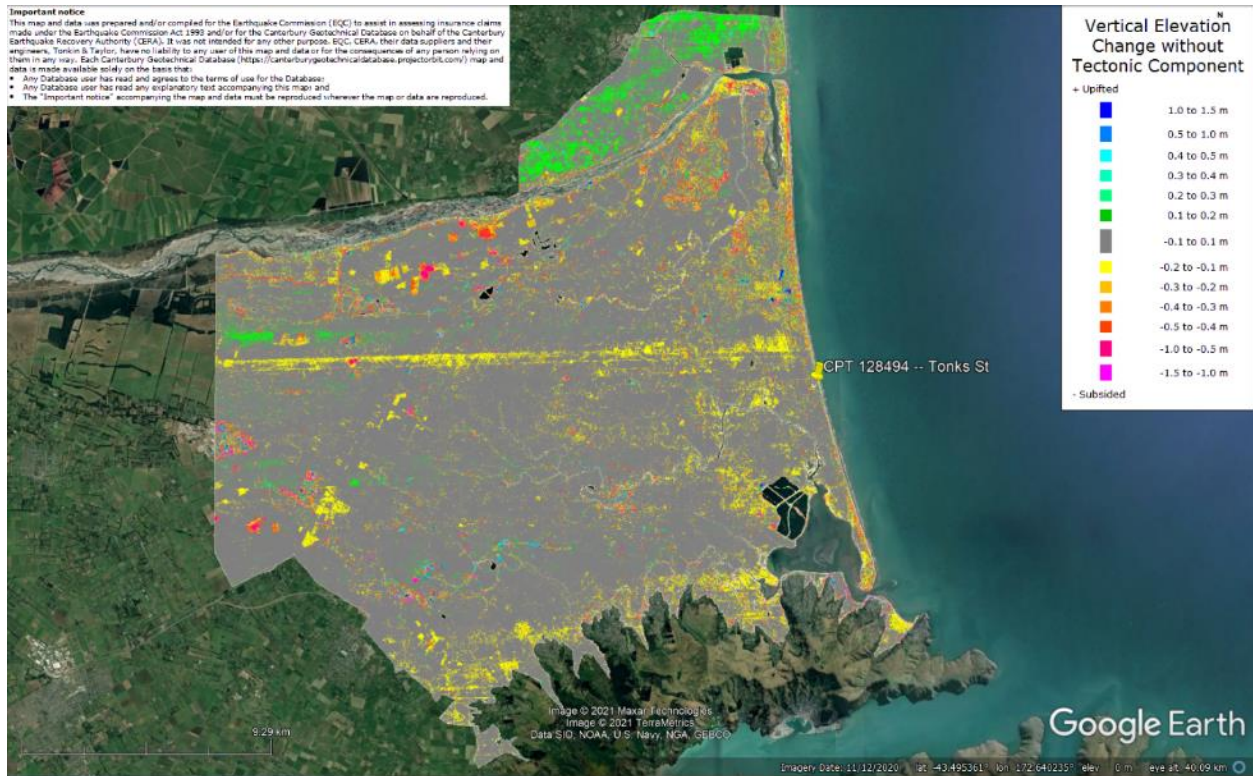 Important notice
This map and data was prepared and/or compiled for the Earthquake Commission (EQC) to assist in assessing insurance claims
made under the Earthquake Commission Act 1993 and/or for the Canterbury Geotechnical Database on behalf of the Canterbury
Earthquake Recovery Authority (CERA). It was not intended for any other purpose. EQC, CERA, their data suppliers and their
engineers, Tonkin & Taylor, have no liability to any user of this map and data or for the consequences of any person relying on
them in any way. Each Canterbury Geotechnical Database (https://canterburygeotechnicaldatabase.projectorbit.com/) map and
data is made available solely on the basis that:
• Any Database user has read and agrees to the terms of use for the Database;
• Any Database user has read any explanatory text accompanying this map; and
• The "Important notice" accompanying the map and data must be reproduced wherever the map or data are reproduced.
N
Vertical Elevation
Change without
Tectonic Component
+ Uplifted
1.0 to 1.5 m
0.5 to 1.0 m
0.4 to 0.5 m
0.3 to 0.4 m
0.2 to 0.3 m
0.1 to 0.2 m
-0.1 to 0.1 m
-0.2 to -0.1 m
-0.3 to -0.2 m
-0.4 to -0.3 m
-0.5 to -0.4 m
-1.0 to -0.5 m
-1.5 to -1.0 m
- Subsided
CPT 128494 -- Tonks St
Image © 2021 Maxar Technologies
Image © 2021 TerraMetrics
Data SIO, NOAA, U.S. Navy, NGA, GEBCO
9.29 km
Google Earth
Imagery Date: 11/12/2020 lat -43.495361° lon 172.640235° elev 0 m eye alt 40.09 km